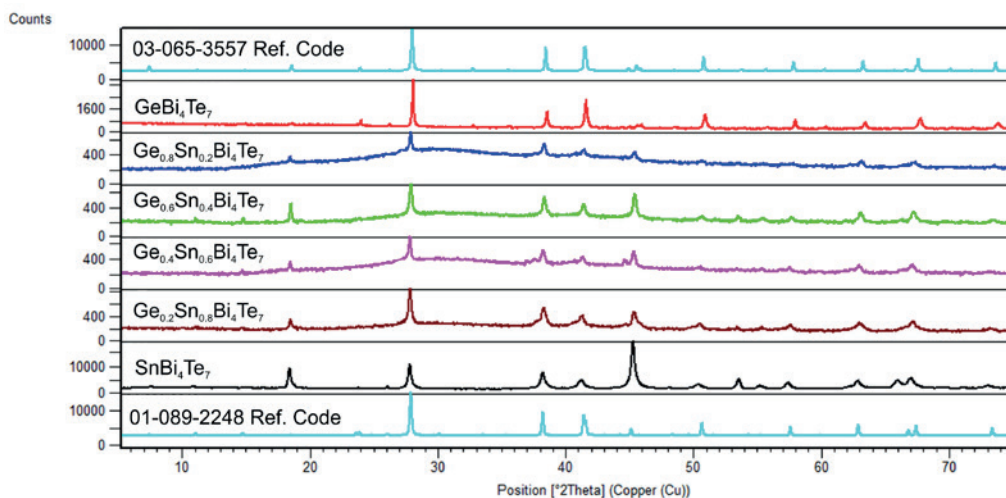 Counts
10000
0
03-065-3557 Ref. Code
1600
0
GeBi₄Te₇
400
0
Ge₀.₈Sn₀.₂Bi₄Te₇
400
0
Ge₀.₆Sn₀.₄Bi₄Te₇
400
0
Ge₀.₄Sn₀.₆Bi₄Te₇
400
0
Ge₀.₂Sn₀.₈Bi₄Te₇
10000
0
SnBi₄Te₇
10000
0
01-089-2248 Ref. Code
10 20 30 40 50 60 70
Position [°2Theta] (Copper (Cu))